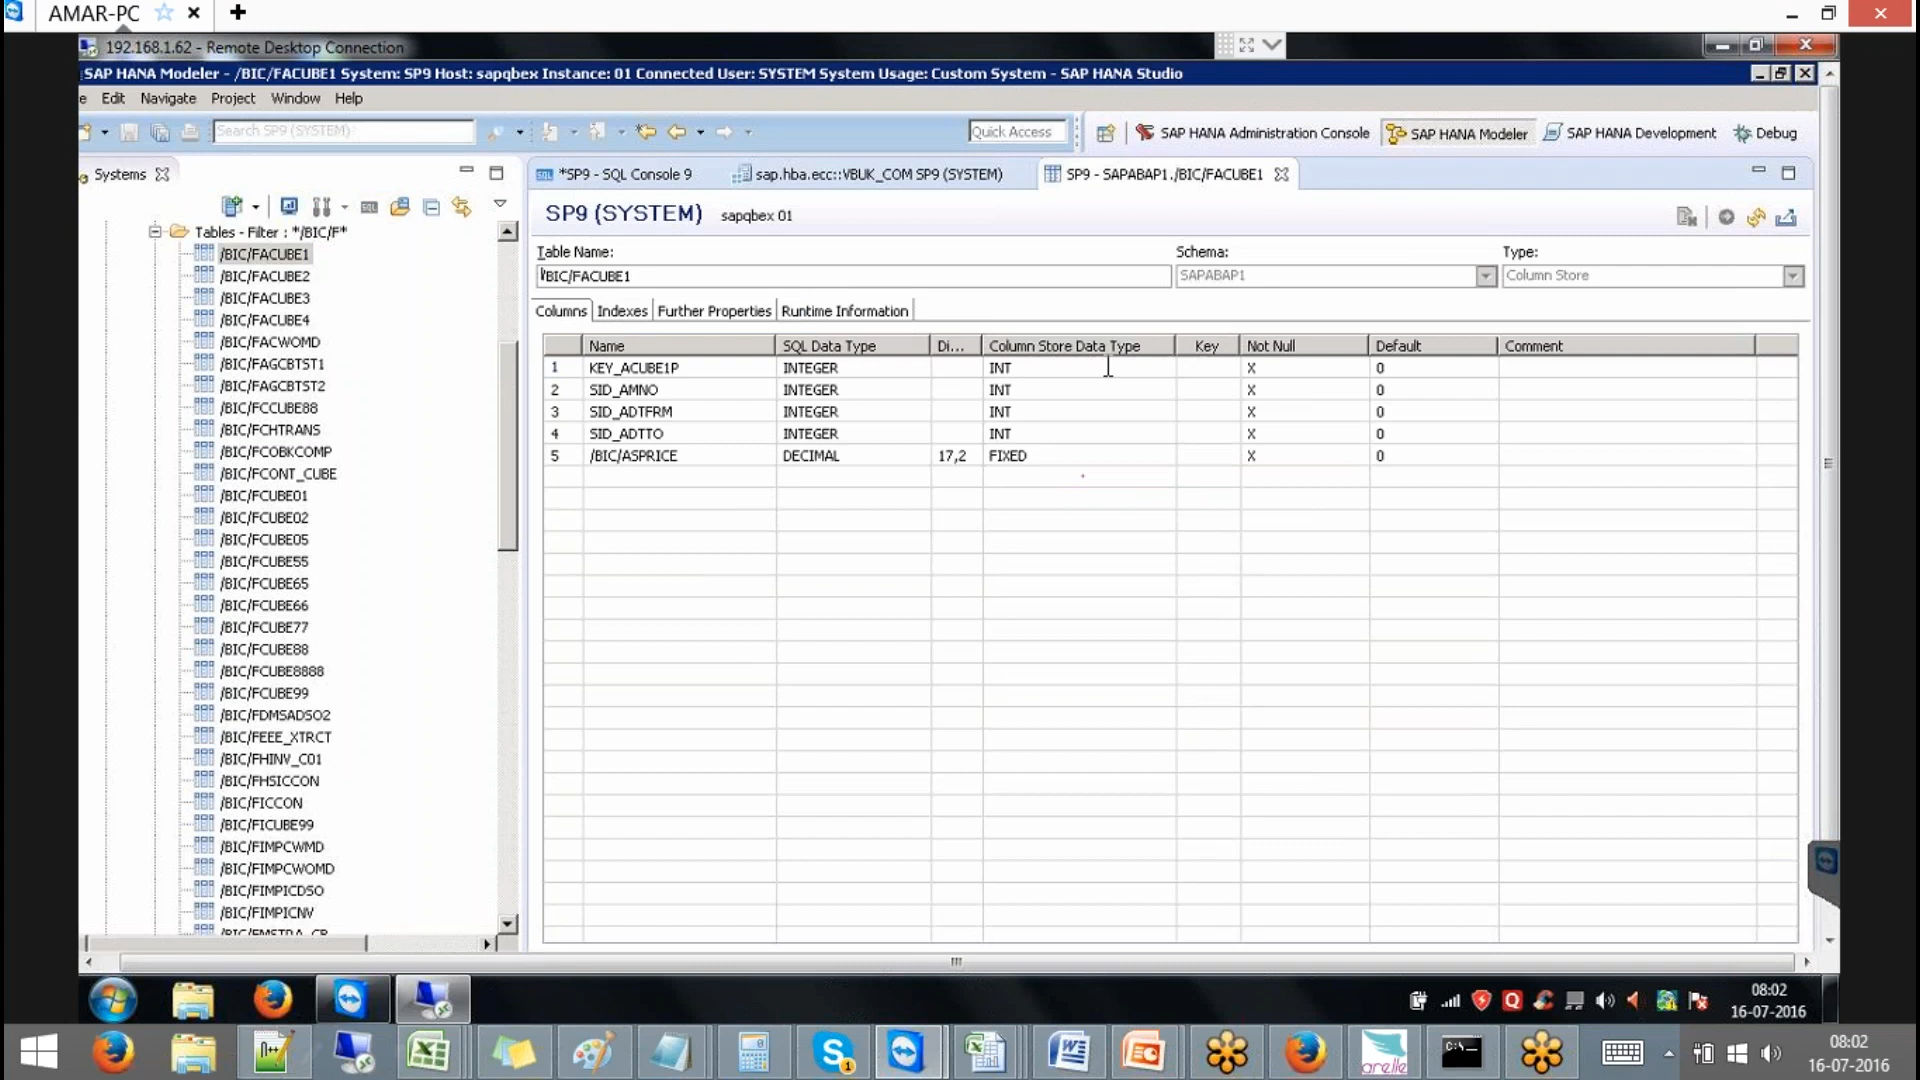 AMAR-PC
192.168.1.62 - Remote Desktop Connection
SAP HANA Modeler - /BIC/FACUBE1 System: SP9 Host: sapqbex Instance: 01 Connected User: SYSTEM System Usage: Custom System - SAP HANA Studio
e Edit Navigate Project Window Help
Search SP9 (SYSTEM)
Quick Access
SAP HANA Administration Console
SAP HANA Modeler
SAP HANA Development
Debug
Systems
*SP9 - SQL Console 9
sap.hba.ecc::VBUK_COM SP9 (SYSTEM)
SP9 - SAPABAP1./BIC/FACUBE1
Tables - Filter : */BIC/F*
/BIC/FACUBE1
/BIC/FACUBE2
/BIC/FACUBE3
/BIC/FACUBE4
/BIC/FACWOMD
/BIC/FAGCBTST1
/BIC/FAGCBTST2
/BIC/FCCUBE88
/BIC/FCHTRANS
/BIC/FCOBKCOMP
/BIC/FCONT_CUBE
/BIC/FCUBE01
/BIC/FCUBE02
/BIC/FCUBE05
/BIC/FCUBE55
/BIC/FCUBE65
/BIC/FCUBE66
/BIC/FCUBE77
/BIC/FCUBE88
/BIC/FCUBE8888
/BIC/FCUBE99
/BIC/FDMSADSO2
/BIC/FEEE_XTRCT
/BIC/FHINV_C01
/BIC/FHSICCON
/BIC/FICCON
/BIC/FICUBE99
/BIC/FIMPCWMD
/BIC/FIMPCWOMD
/BIC/FIMPICDSO
/BIC/FIMPICNV
SP9 (SYSTEM) sapqbex 01
Table Name: Schema: Type:
/BIC/FACUBE1 SAPABAP1 Column Store
Columns Indexes Further Properties Runtime Information
Name SQL Data Type Di... Column Store Data Type Key Not Null Default Comment
1 KEY_ACUBE1P INTEGER INT X 0
2 SID_AMNO INTEGER INT X 0
3 SID_ADTFRM INTEGER INT X 0
4 SID_ADTTO INTEGER INT X 0
5 /BIC/ASPRICE DECIMAL 17,2 FIXED X 0
08:02
16-07-2016
08:02
16-07-2016
arelle